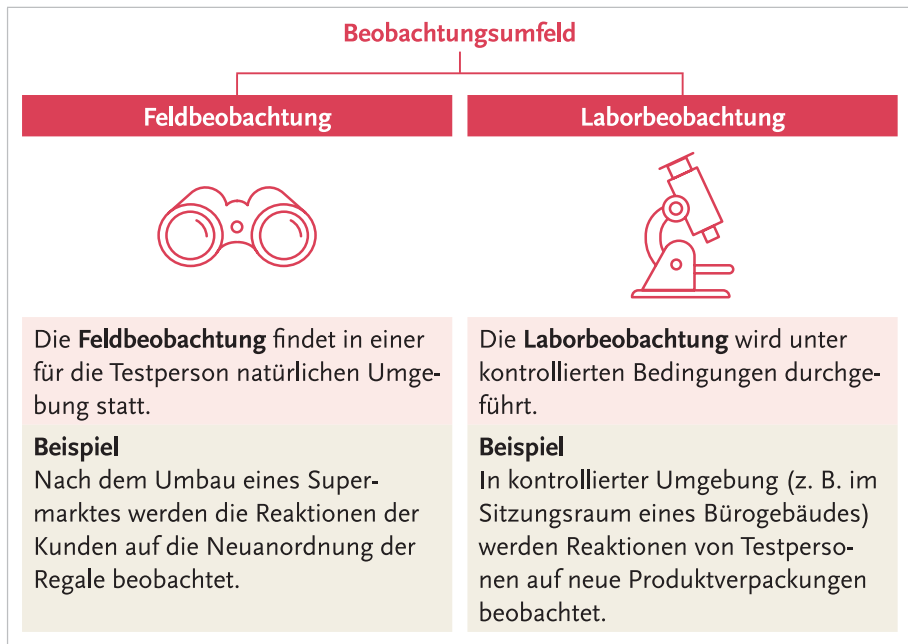 Beobachtungsumfeld
Feldbeobachtung
Die Feldbeobachtung findet in einer
für die Testperson natürlichen Umge-
bung statt.
Beispiel
Nach dem Umbau eines Super-
marktes werden die Reaktionen der
Kunden auf die Neuanordnung der
Regale beobachtet.
Laborbeobachtung
Die Laborbeobachtung wird unter
kontrollierten Bedingungen durchge-
führt.
Beispiel
In kontrollierter Umgebung (z. B. im
Sitzungsraum eines Bürogebäudes)
werden Reaktionen von Testperso-
nen auf neue Produktverpackungen
beobachtet.